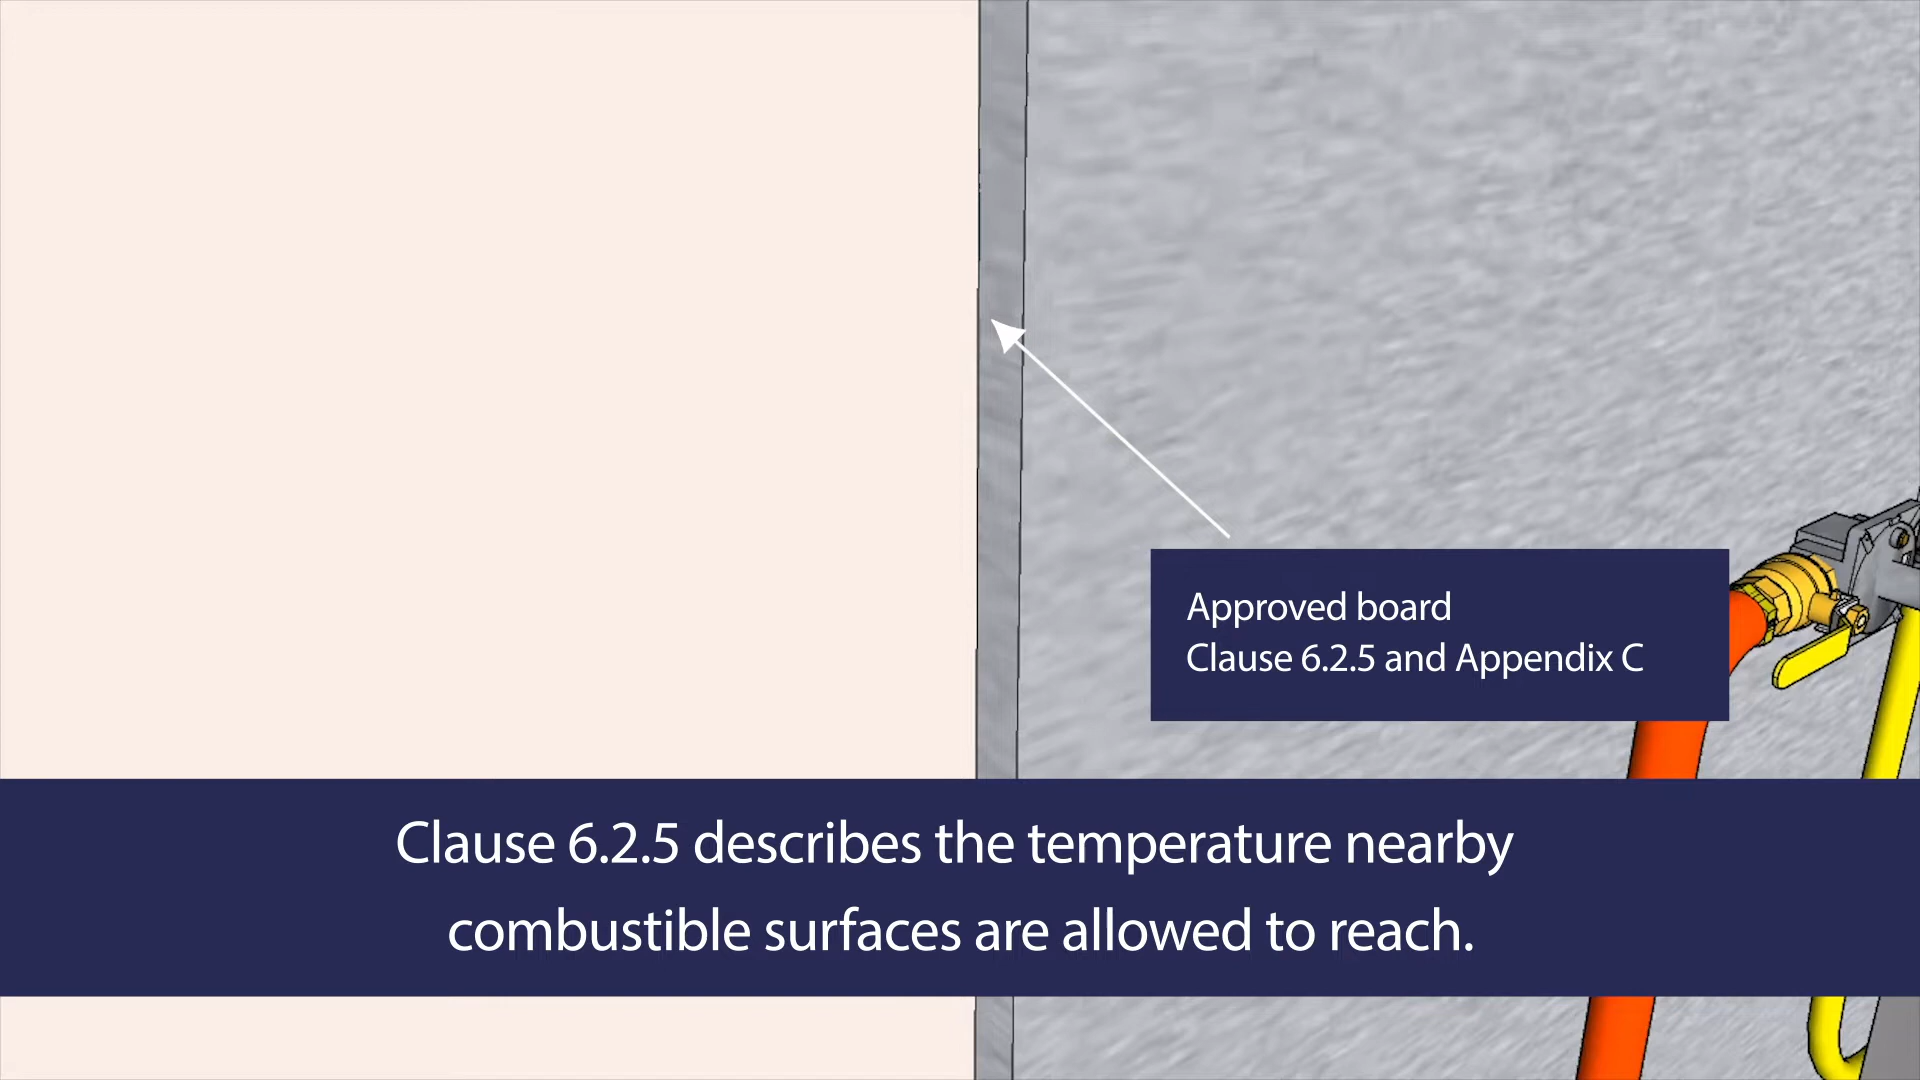 Approved board
Clause 6.2.5 and Appendix C
Clause 6.2.5 describes the temperature nearby
combustible surfaces are allowed to reach.